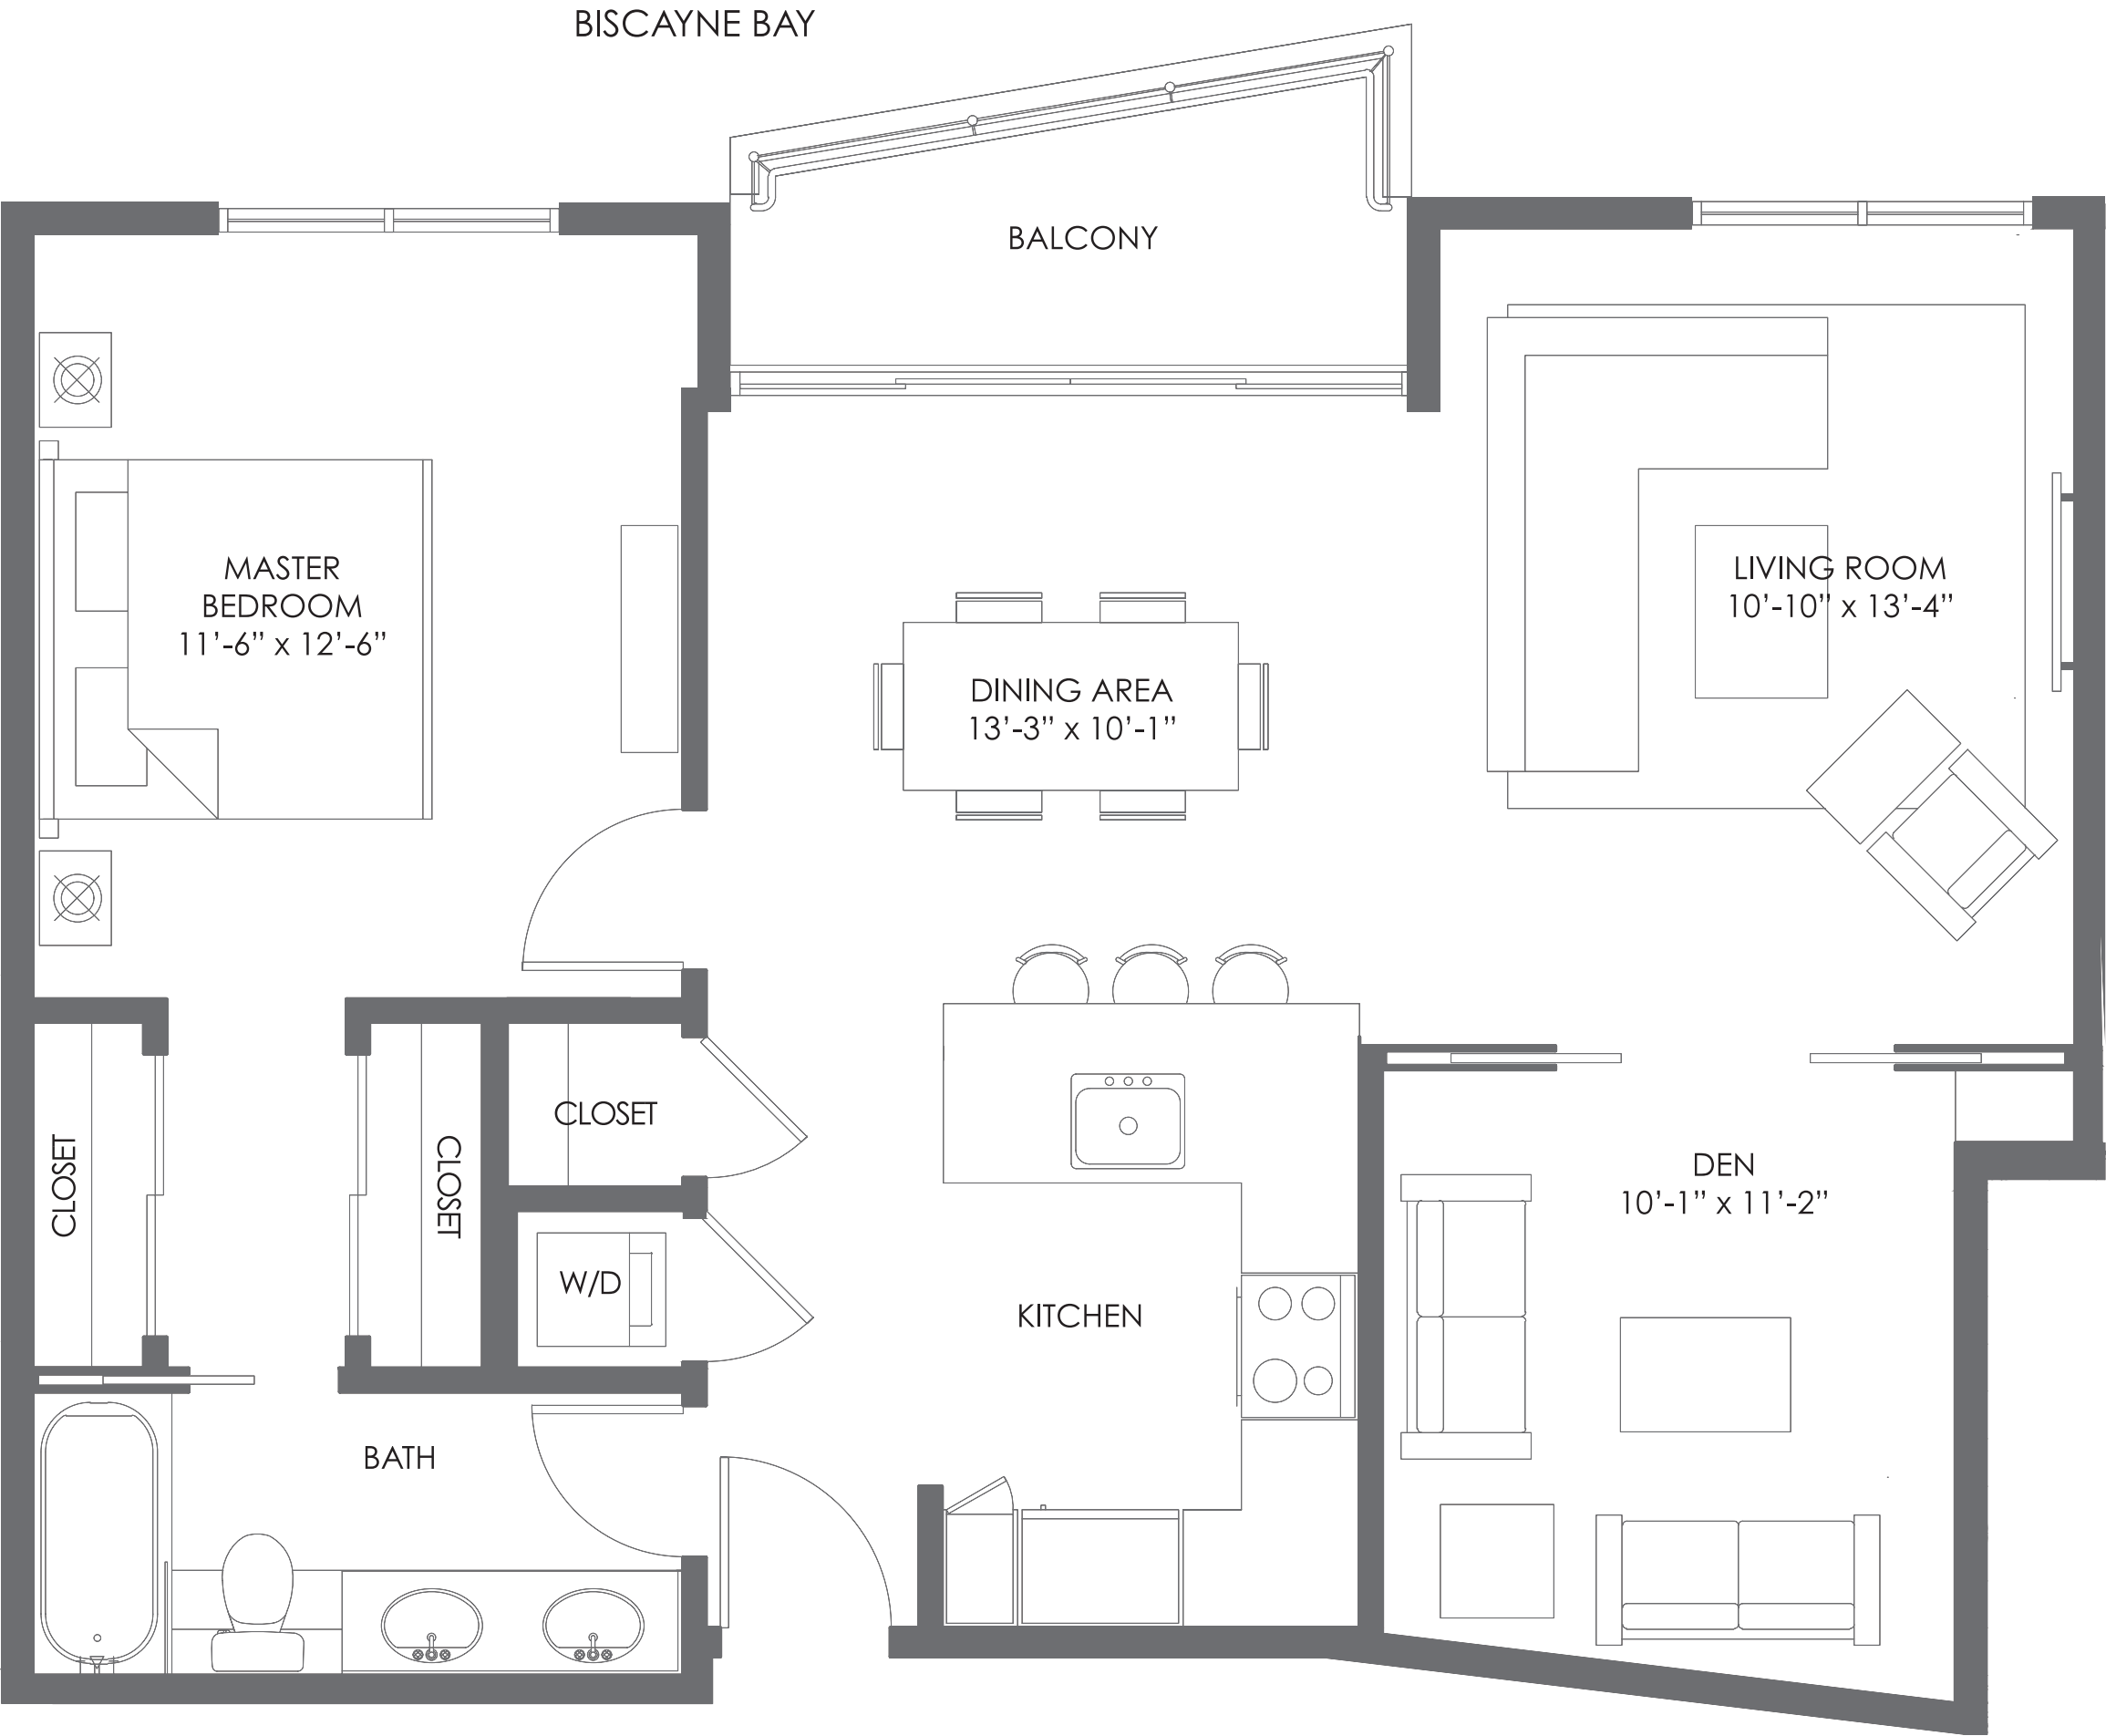 BISCAYNE BAY
BALCONY
MASTER
BEDROOM
11’-6” x 12’-6”
LIVING ROOM
10’-10” x 13’-4”
DINING AREA
13’-3” x 10’-1”
CLOSET
CLOSET
CLOSET
DEN
10’-1” x 11’-2”
W/D
KITCHEN
BATH